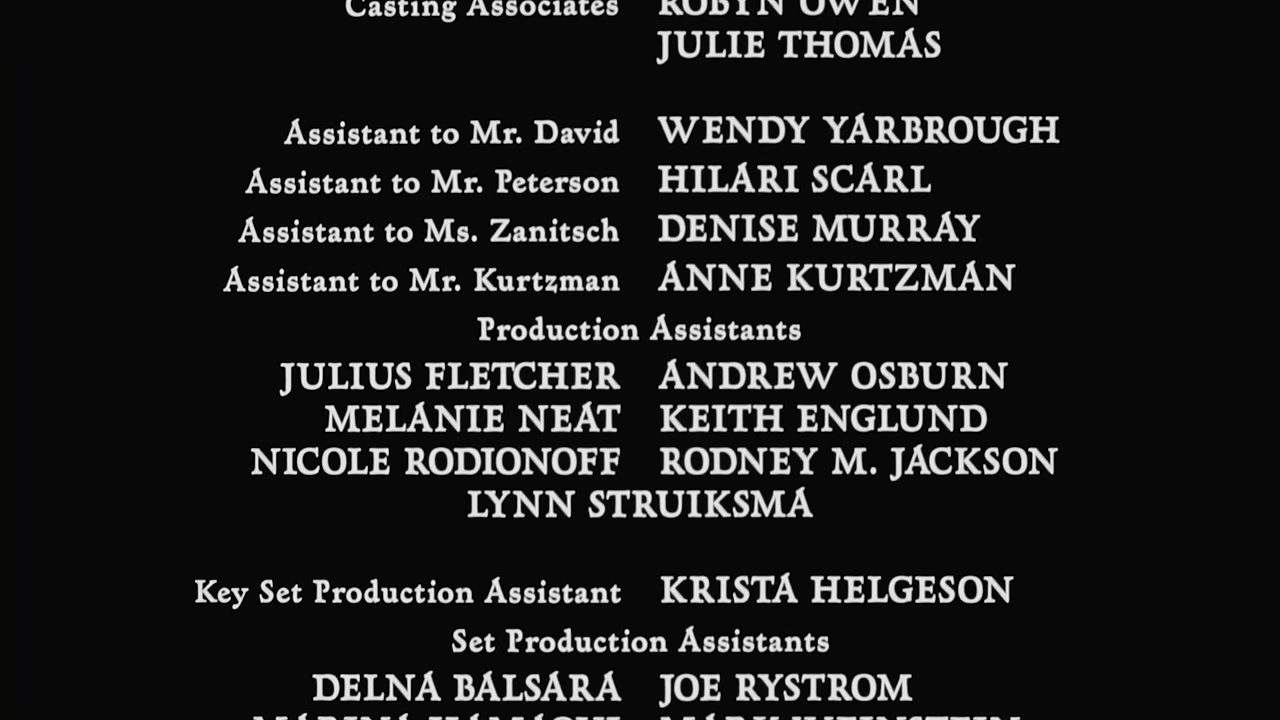 Casting Associates ROBYN OWEN
JULIE THOMAS
Assistant to Mr. David WENDY YARBROUGH
Assistant to Mr. Peterson HILARI SCARL
Assistant to Ms. Zanitsch DENISE MURRAY
Assistant to Mr. Kurtzman ANNE KURTZMAN
Production Assistants
JULIUS FLETCHER ANDREW OSBURN
MELANIE NEAT KEITH ENGLUND
NICOLE RODIONOFF RODNEY M. JACKSON
LYNN STRUIKSMA
Key Set Production Assistant KRISTA HELGESON
Set Production Assistants
DELNA BALSARA JOE RYSTROM
MARINA MARK WEINSTEIN